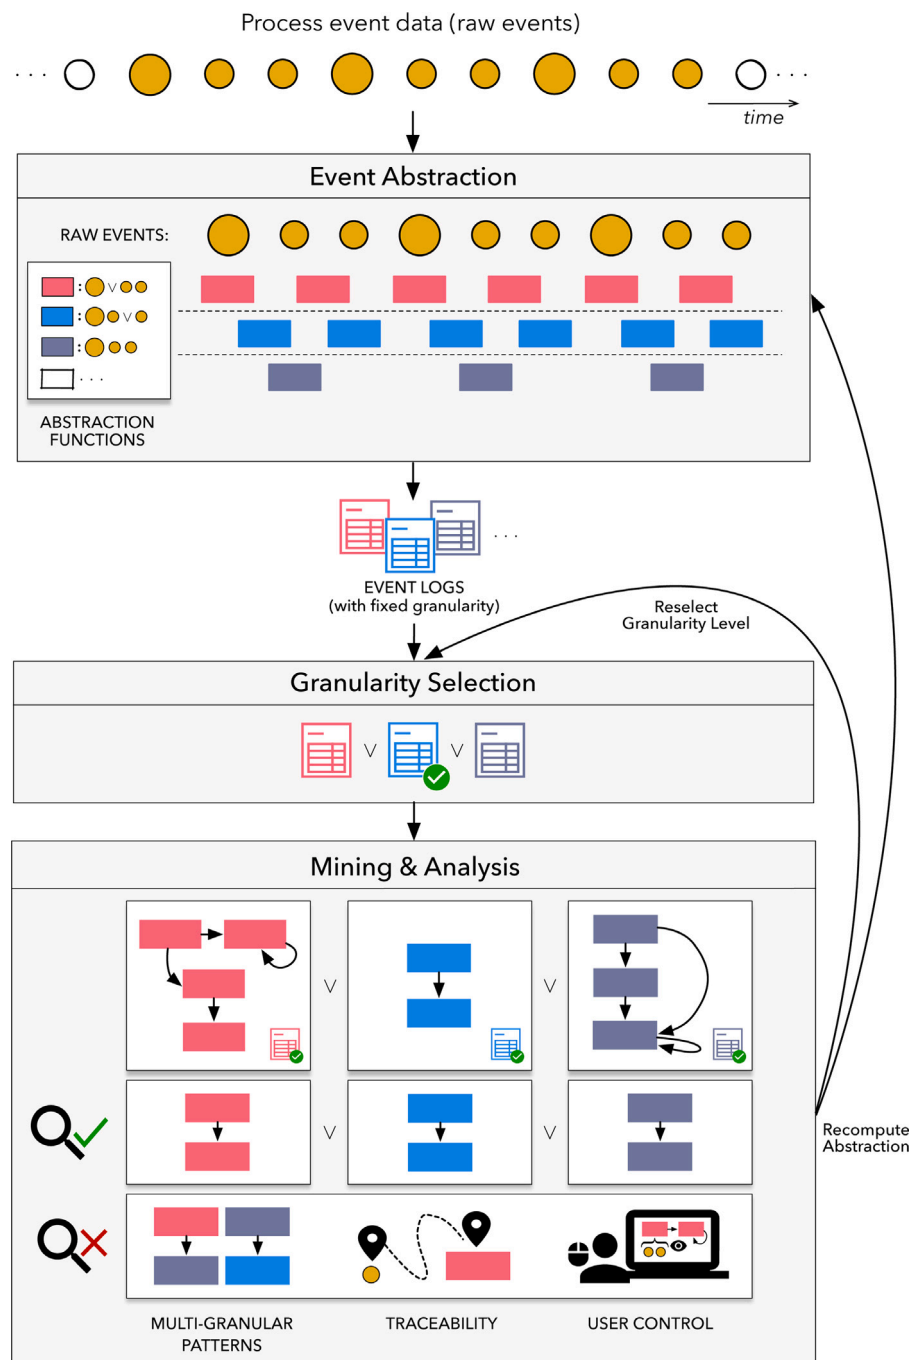 Process event data (raw events)
. . .
. . .
time
Event Abstraction
RAW EVENTS:
: ∨
: ∨
:
. . .
ABSTRACTION
FUNCTIONS
. . .
EVENT LOGS
(with fixed granularity)
Reselect
Granularity Level
Granularity Selection
∨ ∨
Mining & Analysis
∨ ∨
∨ ∨
Recompute
Abstraction
MULTI-GRANULAR
PATTERNS
TRACEABILITY
USER CONTROL